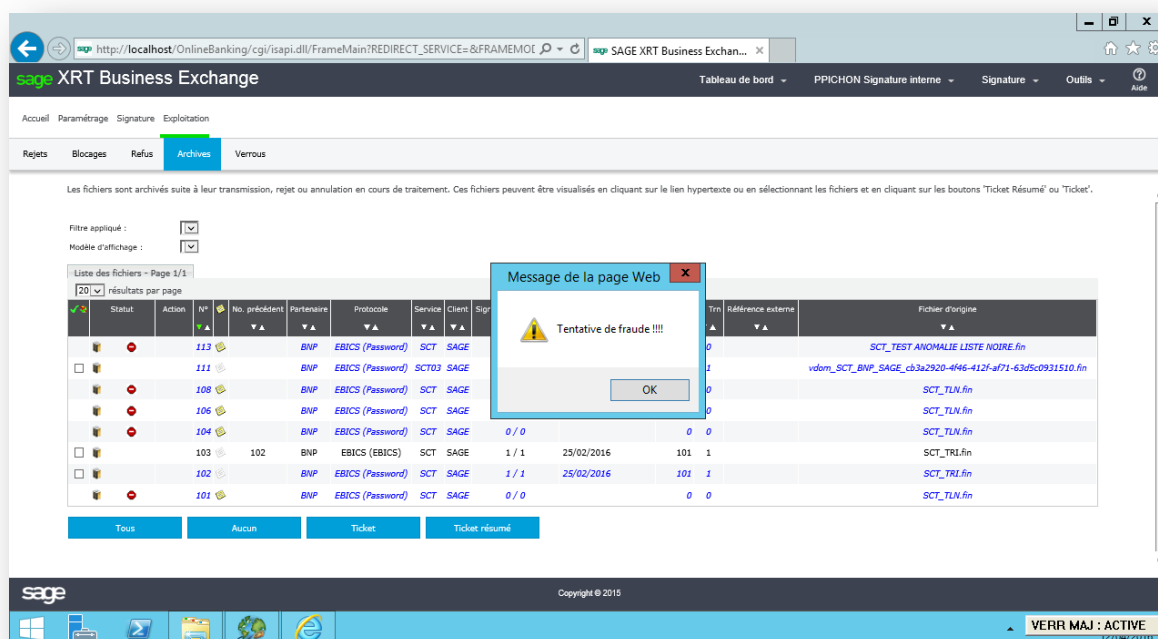 http://localhost/OnlineBanking/cgi/isapi.dll/FrameMain?REDIRECT_SERVICE=&FRAMEMOD
sage SAGE XRT Business Exchan...
sage XRT Business Exchange
Tableau de bord
PPICHON Signature interne
Signature
Outils
Aide
Accueil Paramétrage Signature Exploitation
Rejets Blocages Refus Archives Verrous
Les fichiers sont archivés suite à leur transmission, rejet ou annulation en cours de traitement. Ces fichiers peuvent être visualisés en cliquant sur le lien hypertexte ou en sélectionnant les fichiers et en cliquant sur les boutons 'Ticket Résumé' ou 'Ticket'.
Filtre appliqué :
Modèle d'affichage :
Liste des fichiers - Page 1/1
20 résultats par page
Statut Action N° No. précédent Partenaire Protocole Service Client Sign Trn Référence externe Fichier d'origine
113 BNP EBICS (Password) SCT SAGE 0 SCT_TEST ANOMALIE LISTE NOIRE.fin
111 BNP EBICS (Password) SCT03 SAGE 1 vdom_SCT_BNP_SAGE_cb3a2920-4f46-412f-af71-63d5c0931510.fin
108 BNP EBICS (Password) SCT SAGE 0 SCT_TLN.fin
106 BNP EBICS (Password) SCT SAGE 0 SCT_TLN.fin
104 BNP EBICS (Password) SCT SAGE 0 / 0 0 0 SCT_TLN.fin
103 102 BNP EBICS (EBICS) SCT SAGE 1 / 1 25/02/2016 101 1 SCT_TRI.fin
102 BNP EBICS (Password) SCT SAGE 1 / 1 25/02/2016 101 1 SCT_TRI.fin
101 BNP EBICS (Password) SCT SAGE 0 / 0 0 0 SCT_TLN.fin
Message de la page Web
Tentative de fraude !!!!
OK
Tous Aucun Ticket Ticket résumé
sage
Copyright © 2015
VERR MAJ : ACTIVE